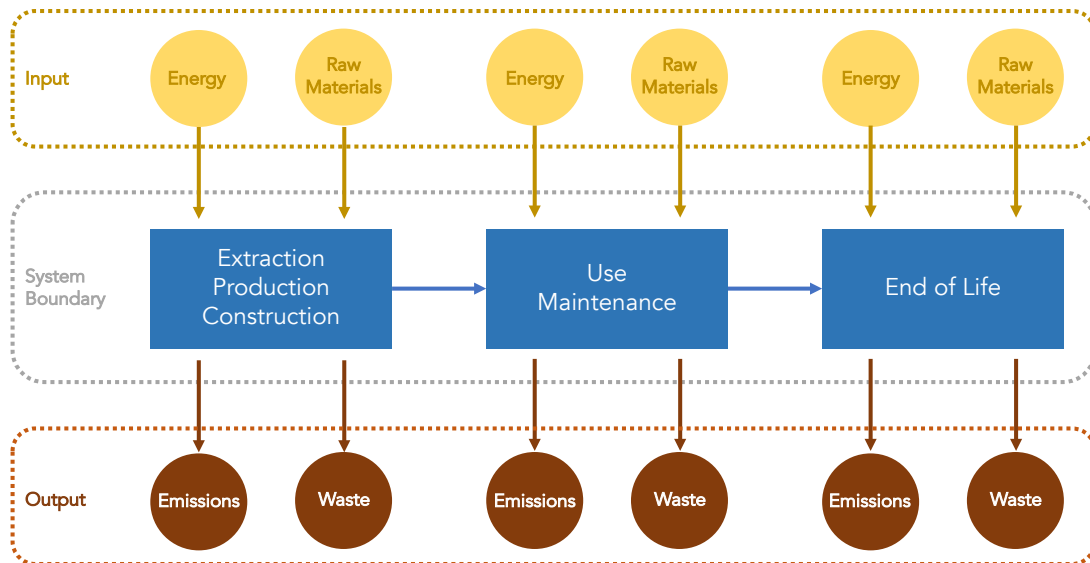 Input
Energy
Raw
Materials
Energy
Raw
Materials
Energy
Raw
Materials
System
Boundary
Extraction
Production
Construction
Use
Maintenance
End of Life
Output
Emissions
Waste
Emissions
Waste
Emissions
Waste